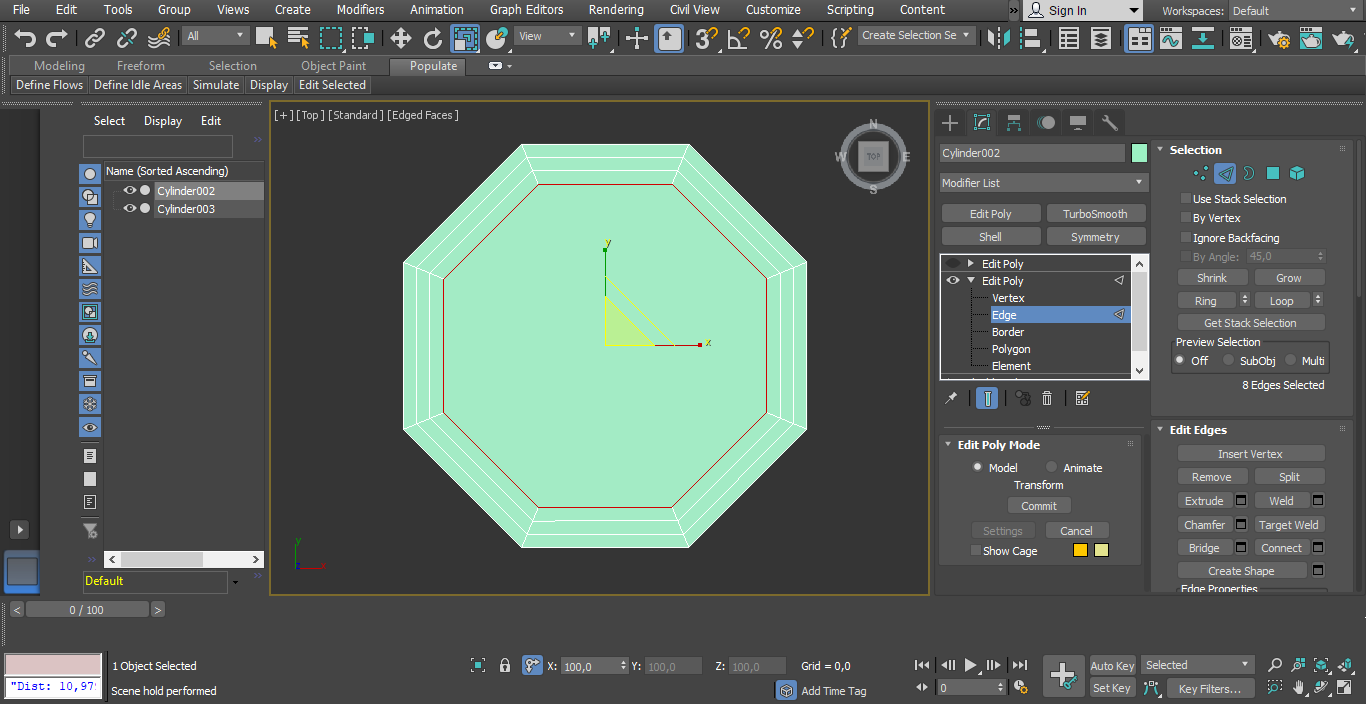 File Edit Tools Group Views Create Modifiers Animation Graph Editors Rendering Civil View Customize Scripting Content » Sign In Workspaces: Default
All View 3 Create Selection Se
Modeling Freeform Selection Object Paint Populate
Define Flows Define Idle Areas Simulate Display Edit Selected
Select Display Edit
Name (Sorted Ascending)
Cylinder002
Cylinder003
Default
[+] [Top] [Standard] [Edged Faces]
N
W TOP E
S
y
x
y
z x
Cylinder002
Modifier List
Edit Poly TurboSmooth
Shell Symmetry
Edit Poly
Edit Poly
Vertex
Edge
Border
Polygon
Element
Edit Poly Mode
Model Animate
Transform
Commit
Settings Cancel
Show Cage
Selection
Use Stack Selection
By Vertex
Ignore Backfacing
By Angle: 45,0
Shrink Grow
Ring Loop
Get Stack Selection
Preview Selection
Off SubObj Multi
8 Edges Selected
Edit Edges
Insert Vertex
Remove Split
Extrude Weld
Chamfer Target Weld
Bridge Connect
Create Shape
Edge Properties
< 0 / 100 >
"Dist: 10,979
1 Object Selected
Scene hold performed
X: 100,0 Y: 100,0 Z: 100,0 Grid = 0,0
Add Time Tag
0
Auto Key Selected
Set Key Key Filters...